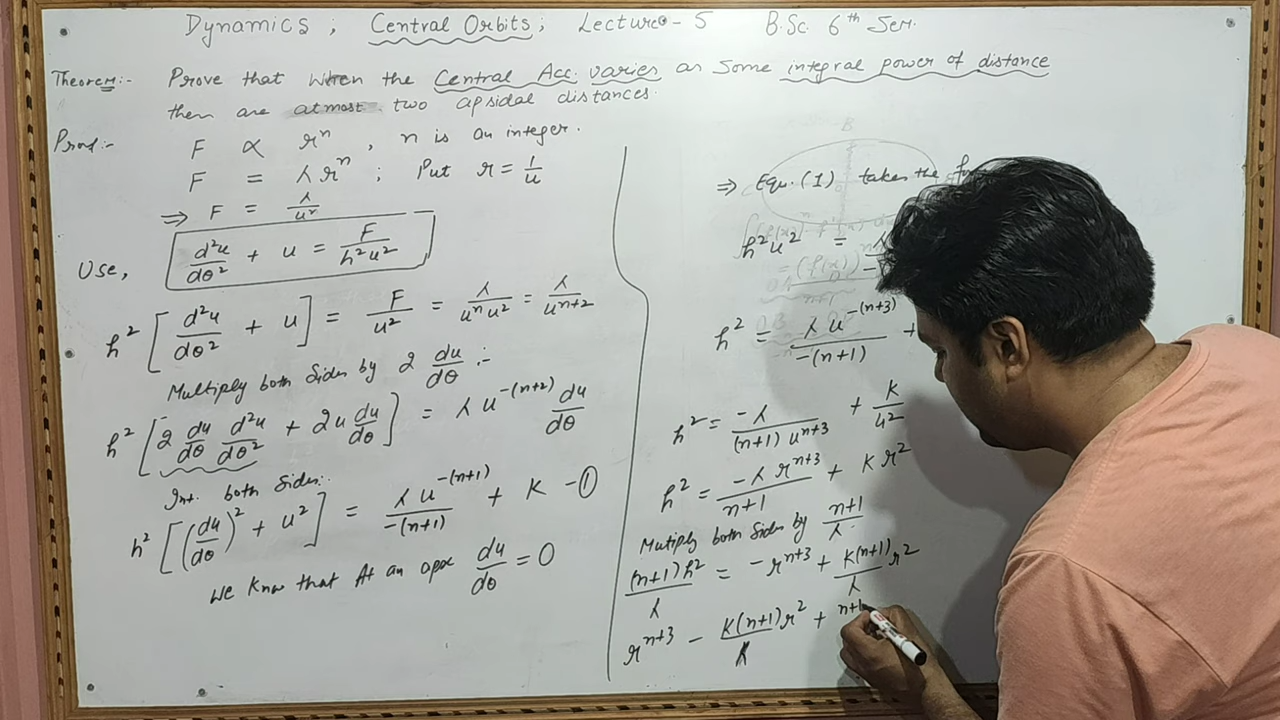 Dynamics ; Central Orbits ; Lecture - 5 B.Sc. 6th Sem.
Theorem:- Prove that when the Central Acc. varies as some integral power of distance
then are atmost two apsidal distances.
Proof:- F ∝ r^n , n is an integer.
F = λ r^n ; Put r = 1/u
⇒ F = λ/u^n
Use, d²u/dθ² + u = F/h²u²
h² [ d²u/dθ² + u ] = F/u² = λ/u^n u² = λ/u^{n+2}
Multiply both Sides by 2 du/dθ :-
h² [ 2 du/dθ d²u/dθ² + 2u du/dθ ] = λ u^{-(n+2)} du/dθ
Int. both Sides:-
h² [ (du/dθ)² + u² ] = λ u^{-(n+1)}/-(n+1) + K - ①
We Know that At an apse du/dθ = 0
⇒ Equ. (1) takes the
h²u² =
h² = λ u^{-(n+3)}/-(n+1) +
h² = -λ/(n+1) u^{n+3} + K/u²
h² = -λ r^{n+3}/n+1 + K r²
Mutiply both Sides by n+1/λ
(n+1)h²/λ = -r^{n+3} + K(n+1)/λ r²
r^{n+3} - K(n+1)r²/λ + n+1